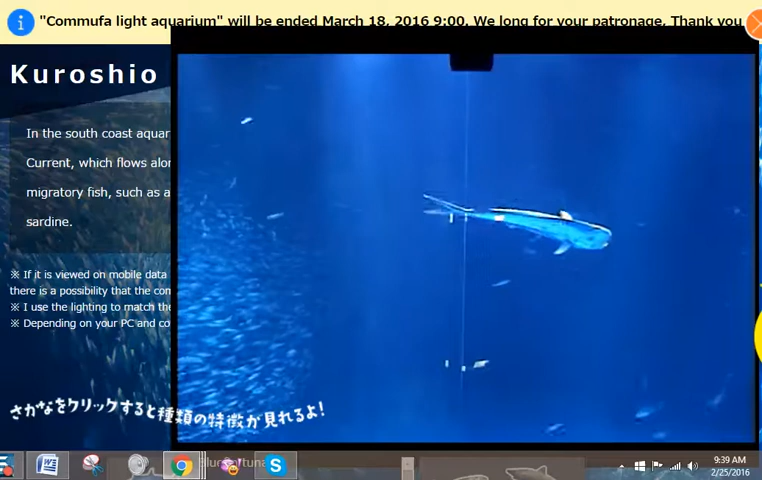 "Commufa light aquarium" will be ended March 18, 2016 9:00. We long for your patronage. Thank you
Kuroshio
In the south coast aquar
Current, which flows alon
migratory fish, such as a
sardine.
※ If it is viewed on mobile data
there is a possibility that the con
※ I use the lighting to match the
※ Depending on your PC and co
さかなをクリックすると種類の特徴が見れるよ!
9:39 AM
2/25/2016